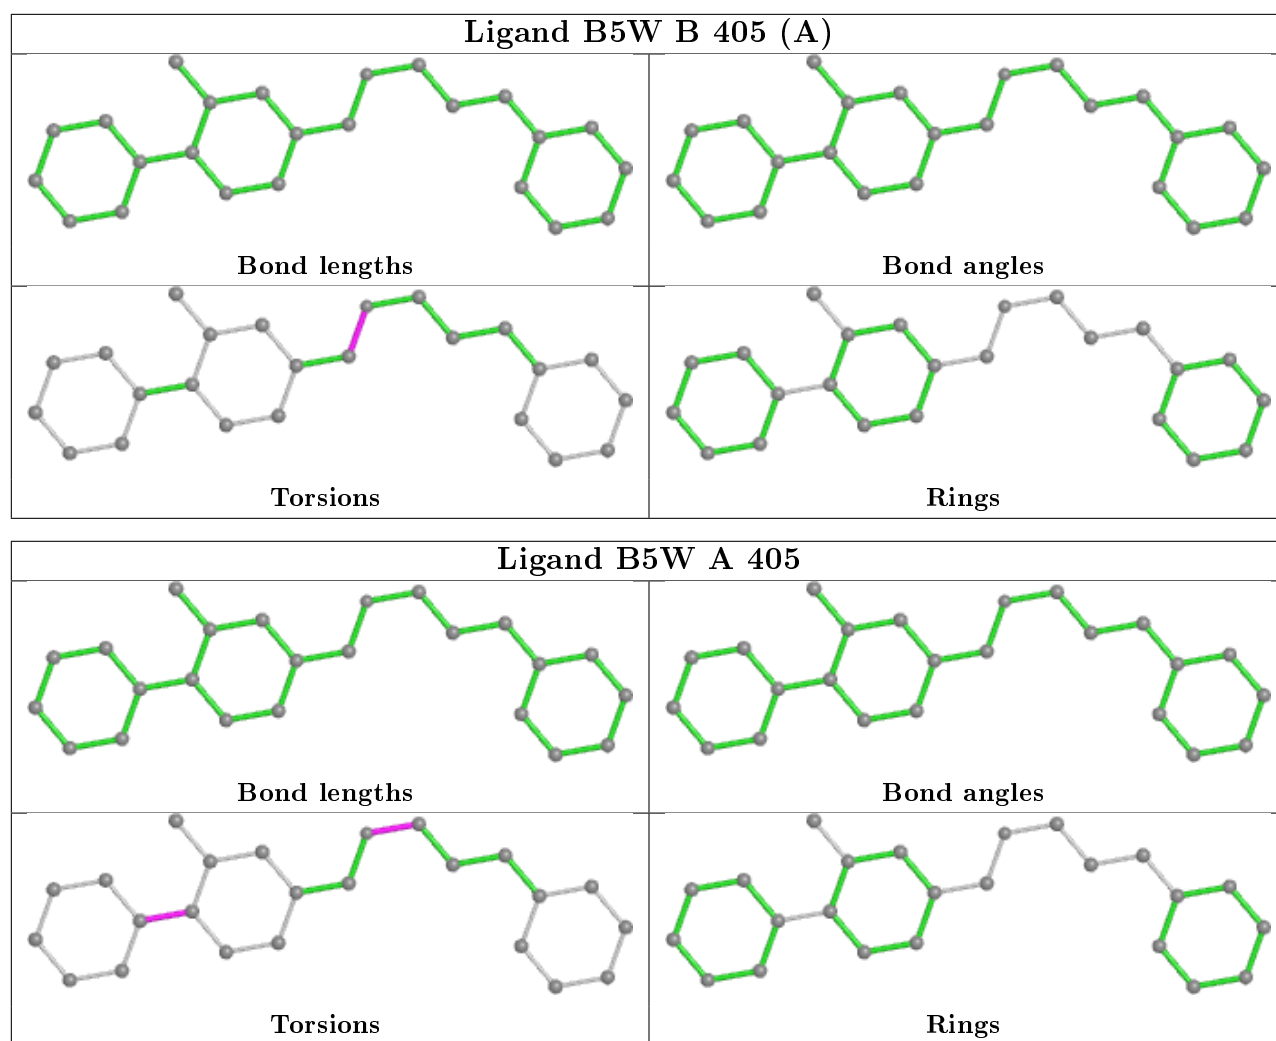 Ligand B5W B 405 (A)
Bond lengths
Bond angles
Torsions
Rings
Ligand B5W A 405
Bond lengths
Bond angles
Torsions
Rings